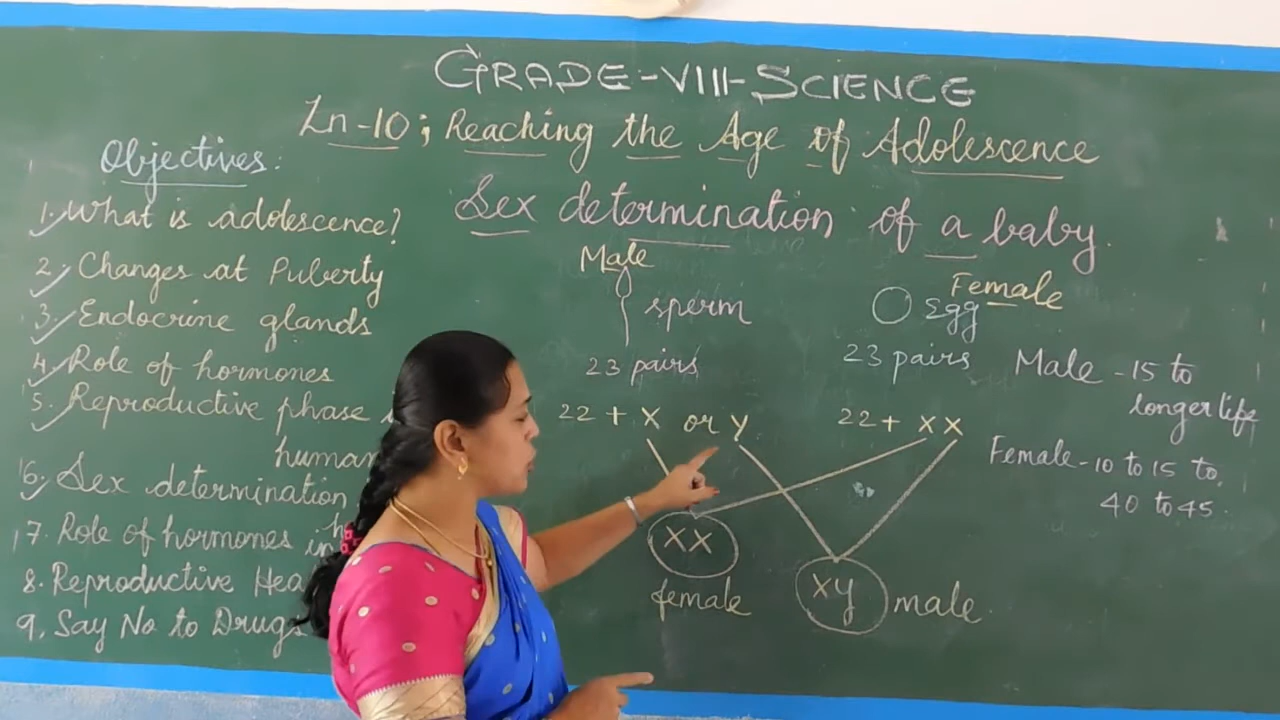 GRADE-VIII-SCIENCE
Ln-10; Reaching the Age of Adolescence
Objectives:
1. What is adolescence?
2. Changes at Puberty
3. Endocrine glands
4. Role of hormones
5. Reproductive phase
human
6. Sex determination
7. Role of hormones in
8. Reproductive
9. Say No to Drugs
Sex determination of a baby.
Male
sperm
23 pairs
22 + X or y
Female
Egg
23 pairs
22 + XX
XX
female
Xy male.
Male - 15 to
longer life
Female - 10 to 15 to
40 to 45.